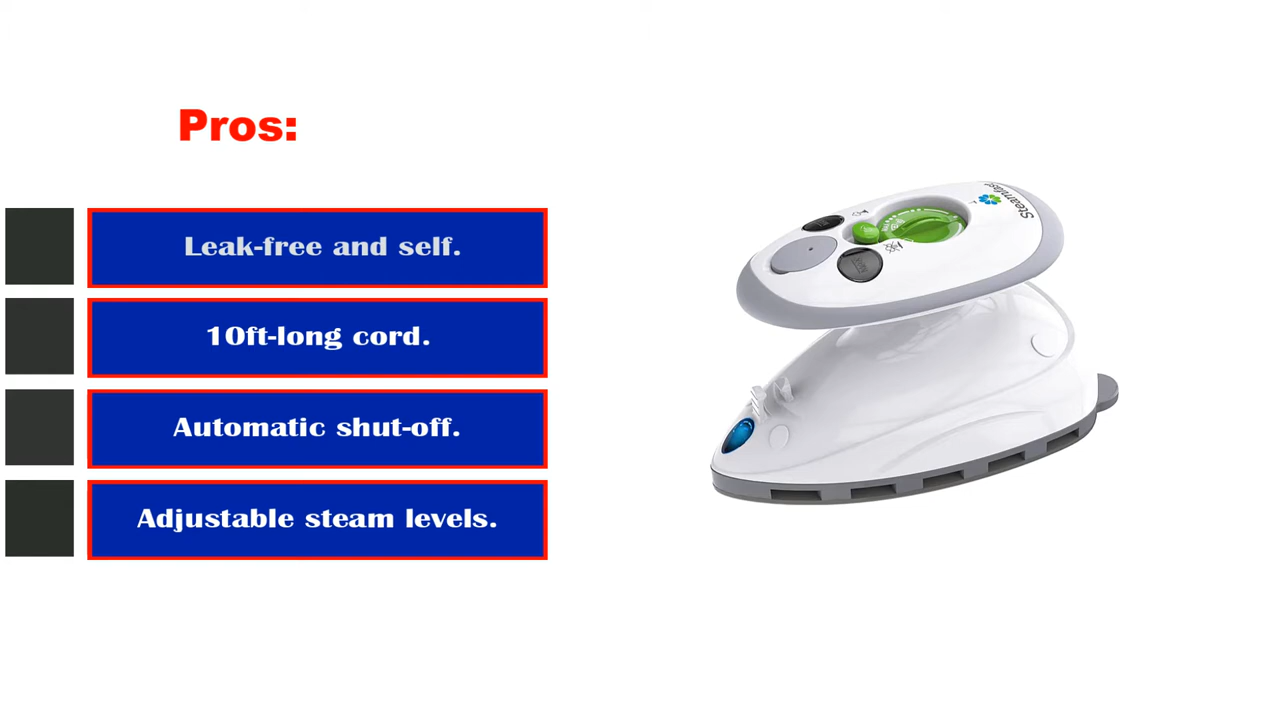 Pros:
Leak-free and self.
10ft-long cord.
Automatic shut-off.
Adjustable steam levels.
Steamfast